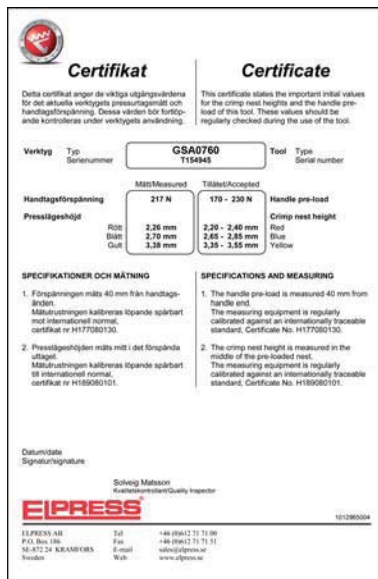 Certifikat
Certificate
Detta certifikat anger de viktiga utgångsvärdena
för det aktuella verktygets pressurtagsmått och
handtagsförspänning. Dessa värden bör fortlöp-
ande kontrolleras under verktygets användning.
This certificate states the important initial values
for the crimp nest heights and the handle pre-
load of this tool. These values should be
regularly checked during the use of the tool.
Verktyg Typ GSA0760 Tool Type
Serienummer T154945 Serial number
Mått/Measured Tillåtet/Accepted
Handtagsförspänning 217 N 170 - 230 N Handle pre-load
Presslägeshöjd Crimp nest height
Rött 2,26 mm 2,20 - 2,40 mm Red
Blått 2,70 mm 2,65 - 2,85 mm Blue
Gult 3,38 mm 3,35 - 3,55 mm Yellow
SPECIFIKATIONER OCH MÄTNING
1. Förspänningen mäts 40 mm från handtags-
änden.
Mätutrustningen kalibreras löpande spårbart
mot internationell normal,
certifikat nr H177080130.
2. Presslägeshöjden mäts mitt i det förspända
uttaget.
Mätutrustningen kalibreras löpande spårbart
till internationell normal,
certifikat nr H189080101.
SPECIFICATIONS AND MEASURING
1. The handle pre-load is measured 40 mm from
handle end.
The measuring equipment is regularly
calibrated against an internationally traceable
standard, Certificate No. H177080130.
2. The crimp nest height is measured in the
middle of the pre-loaded nest.
The measuring equipment is regularly
calibrated against an internationally traceable
standard, Certificate No. H189080101.
Datum/date
Signatur/signature
Solveig Matsson
Kvalitetskontrollant/Quality Inspector
ELPRESS
1012965004
ELPRESS AB Tel +46 (0)612 71 71 00
P.O. Box 186 Fax +46 (0)612 71 71 51
SE-872 24 KRAMFORS E-mail sales@elpress.se
Sweden Web www.elpress.se